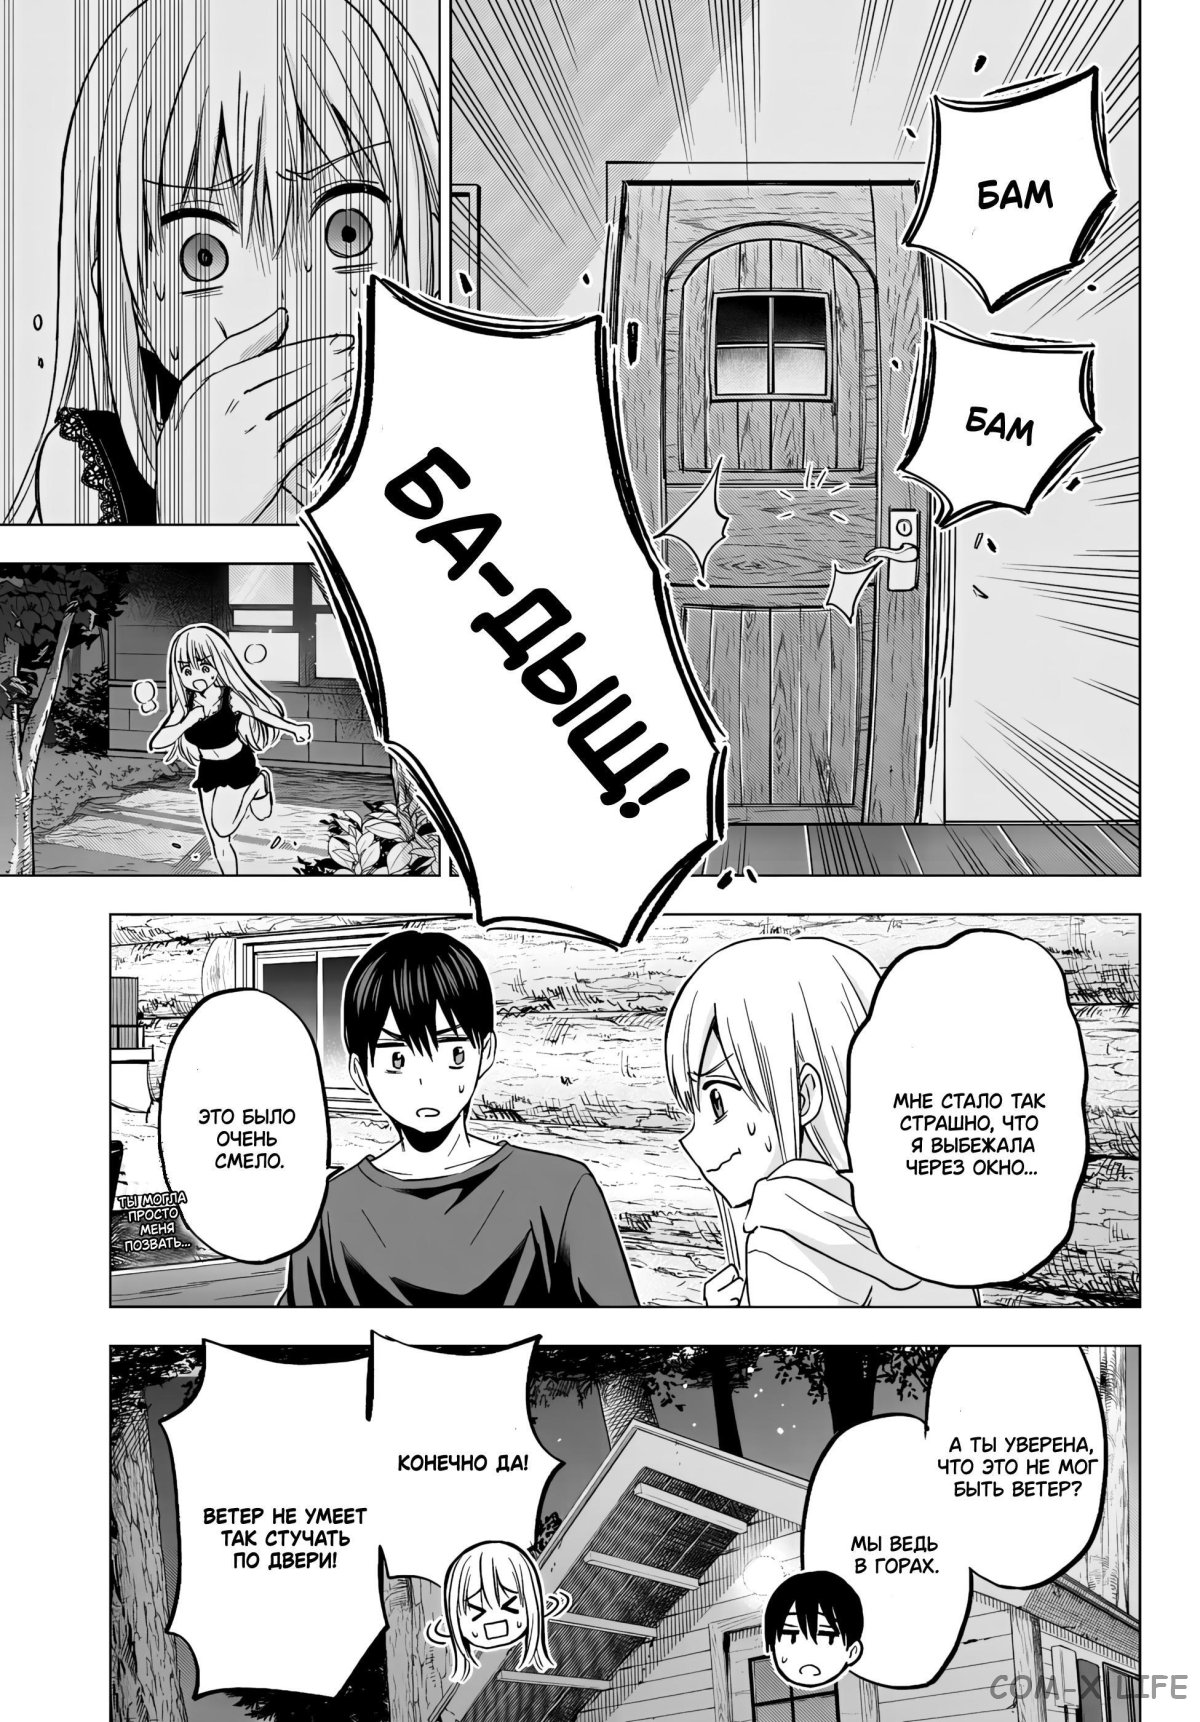 БАМ
БАМ
БА-ДЫЩ!
МНЕ СТАЛО ТАК
СТРАШНО, ЧТО
Я ВЫБЕЖАЛА
ЧЕРЕЗ ОКНО...
ЭТО БЫЛО
ОЧЕНЬ
СМЕЛО.
ТЫ МОГЛА
ПРОСТО
МЕНЯ
ПОЗВАТЬ...
А ТЫ УВЕРЕНА,
ЧТО ЭТО НЕ МОГ
БЫТЬ ВЕТЕР?
МЫ ВЕДЬ
В ГОРАХ.
КОНЕЧНО ДА!
ВЕТЕР НЕ УМЕЕТ
ТАК СТУЧАТЬ
ПО ДВЕРИ!
COM-X.LIFE